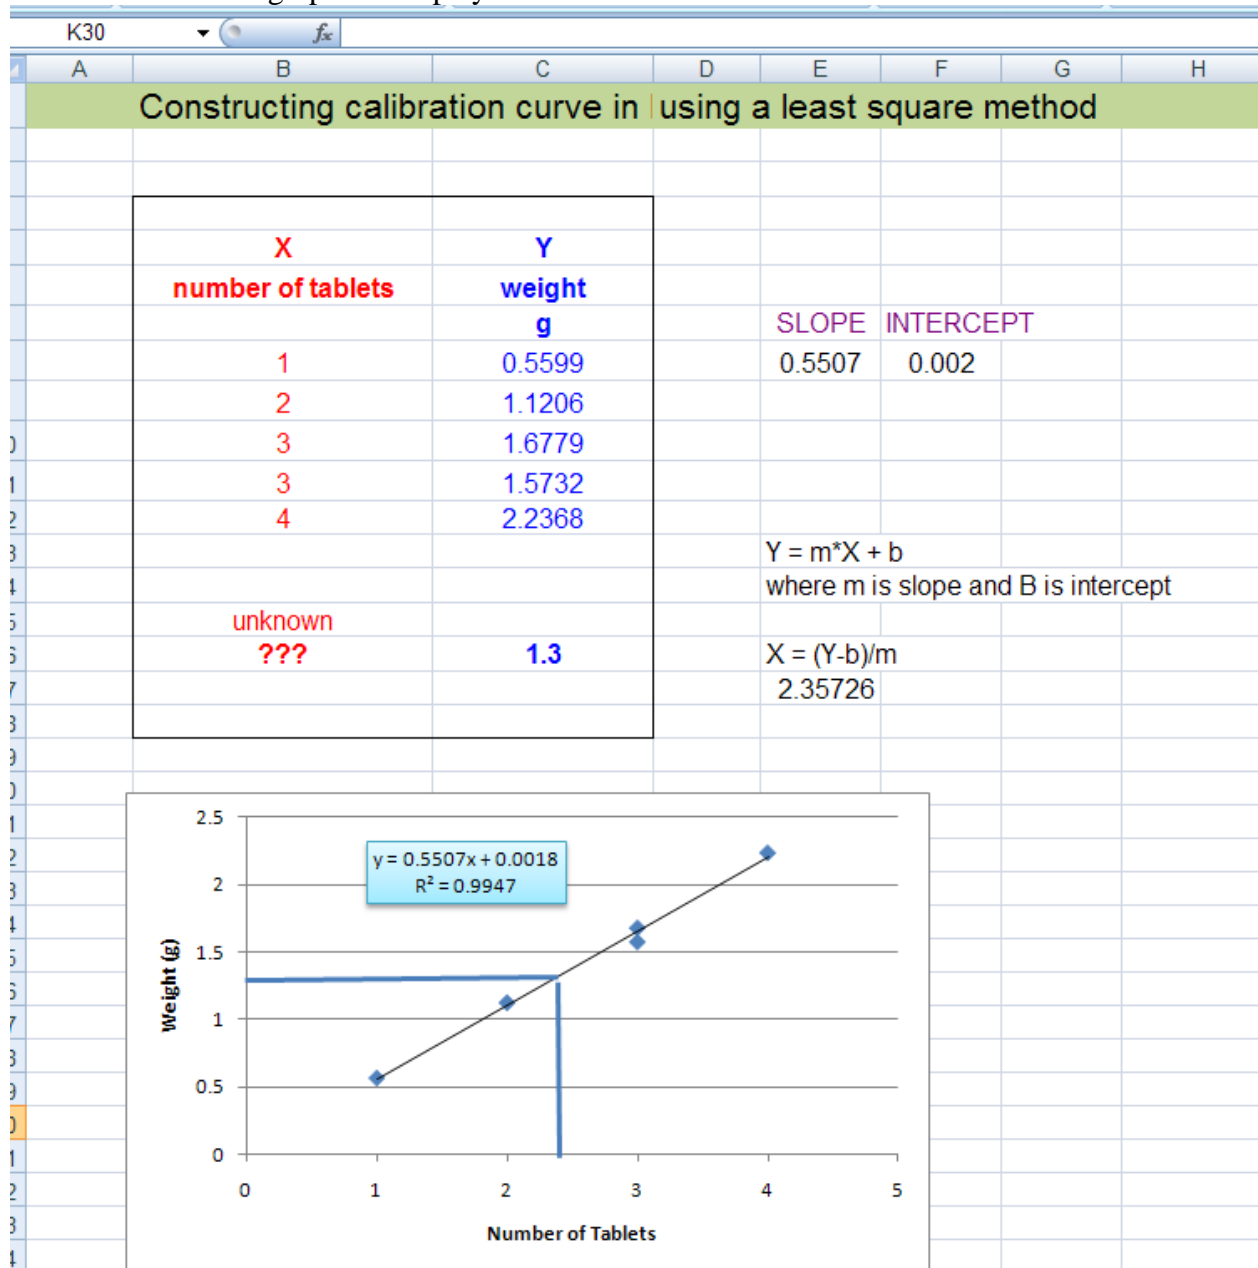 K30 fx
A B C D E F G H
Constructing calibration curve in using a least square method
X Y
number of tablets weight
g SLOPE INTERCEPT
1 0.5599 0.5507 0.002
2 1.1206
3 1.6779
3 1.5732
4 2.2368
Y = m*X + b
where m is slope and B is intercept
unknown
??? 1.3 X = (Y-b)/m
2.35726
2.5
y = 0.5507x + 0.0018
R² = 0.9947
2
1.5
Weight (g)
1
0.5
0
0 1 2 3 4 5
Number of Tablets